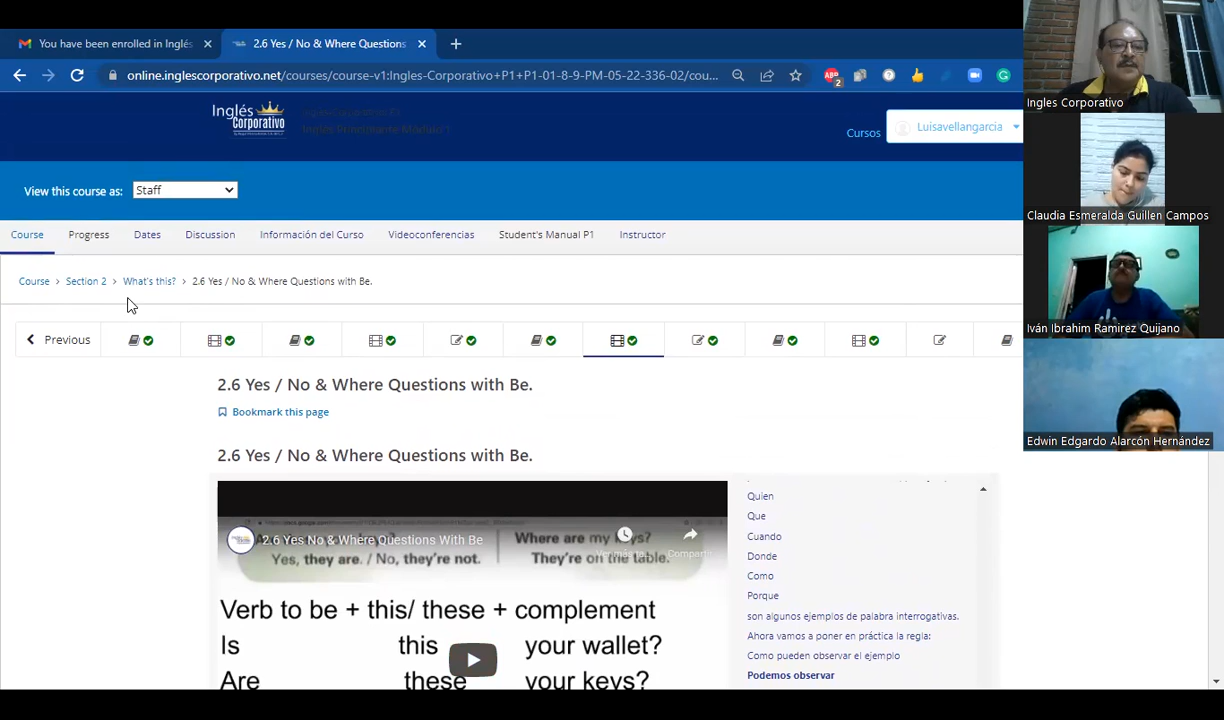 You have been enrolled in Inglés
2.6 Yes / No & Where Questions
online.inglescorporativo.net/courses/course-v1:Ingles-Corporativo+P1+P1-01-8-9-PM-05-22-336-02/cou...
ABP
2
Inglés
Corporativo
Inglés Principiante Módulo 1
Cursos
Luisavellangarcia
View this course as:
Staff
Course
Progress
Dates
Discussion
Información del Curso
Videoconferencias
Student's Manual P1
Instructor
Course > Section 2 > What's this? > 2.6 Yes / No & Where Questions with Be.
Previous
2.6 Yes / No & Where Questions with Be.
Bookmark this page
2.6 Yes / No & Where Questions with Be.
2.6 Yes No & Where Questions With Be
Where are my keys?
Yes, they are. / No, they're not.
They're on the table.
Compartir
Verb to be + this/ these + complement
Is this your wallet?
Are these your keys?
Quien
Que
Cuando
Donde
Como
Porque
son algunos ejemplos de palabra interrogativas.
Ahora vamos a poner en práctica la regla:
Como pueden observar el ejemplo
Podemos observar
Ingles Corporativo
Claudia Esmeralda Guillen Campos
Iván Ibrahim Ramirez Quijano
Edwin Edgardo Alarcón Hernández